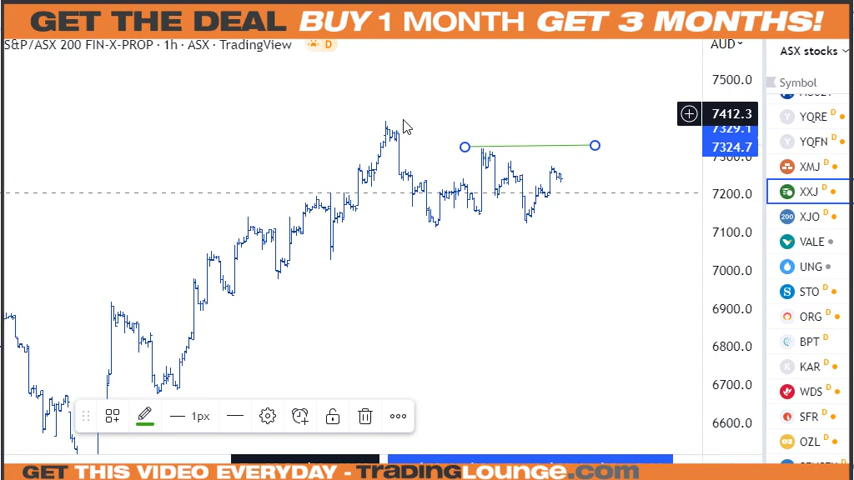 GET THE DEAL BUY 1 MONTH GET 3 MONTHS!
S&P/ASX 200 FIN-X-PROP · 1h · ASX - TradingView
D
AUD
ASX stocks
7500.0
Symbol
7412.3
YQRE D
7329.1
7324.7
YQFN D
XMJ D
7200.0
XXJ D
200
XJO D
7100.0
VALE
7000.0
UNG
STO D
6900.0
ORG D
6800.0
BPT D
KAR D
6700.0
WDS D
1px
6600.0
SFR D
OZL D
GET THIS VIDEO EVERYDAY - TradingLounge.com